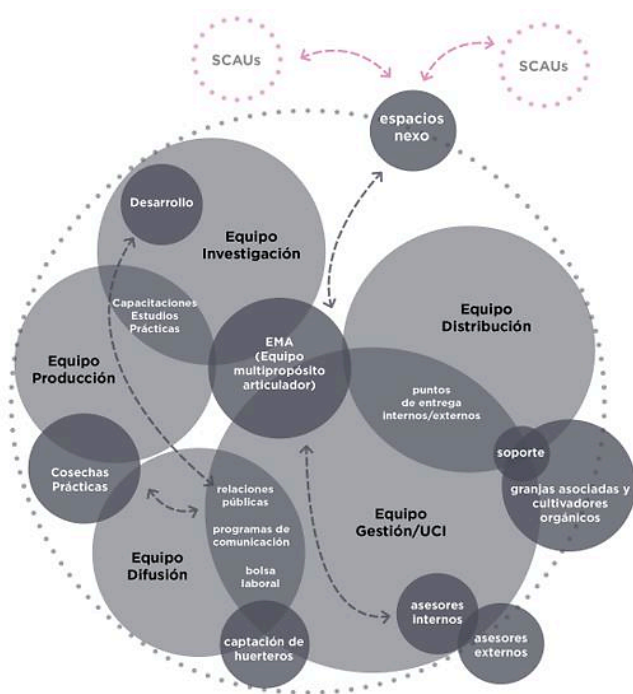 SCAUs
SCAUs
espacios
nexo
Desarrollo
Equipo
Investigación
Capacitaciones
Estudios
Prácticas
Equipo
Distribución
EMA
(Equipo
multipropósito
articulador)
Equipo
Producción
puntos
de entrega
internos/externos
soporte
Cosechas
Prácticas
granjas asociadas y
cultivadores
orgánicos
relaciones
públicas
programas de
comunicación
bolsa
laboral
Equipo
Gestión/UCI
Equipo
Difusión
asesores
internos
captación de
huerteros
asesores
externos